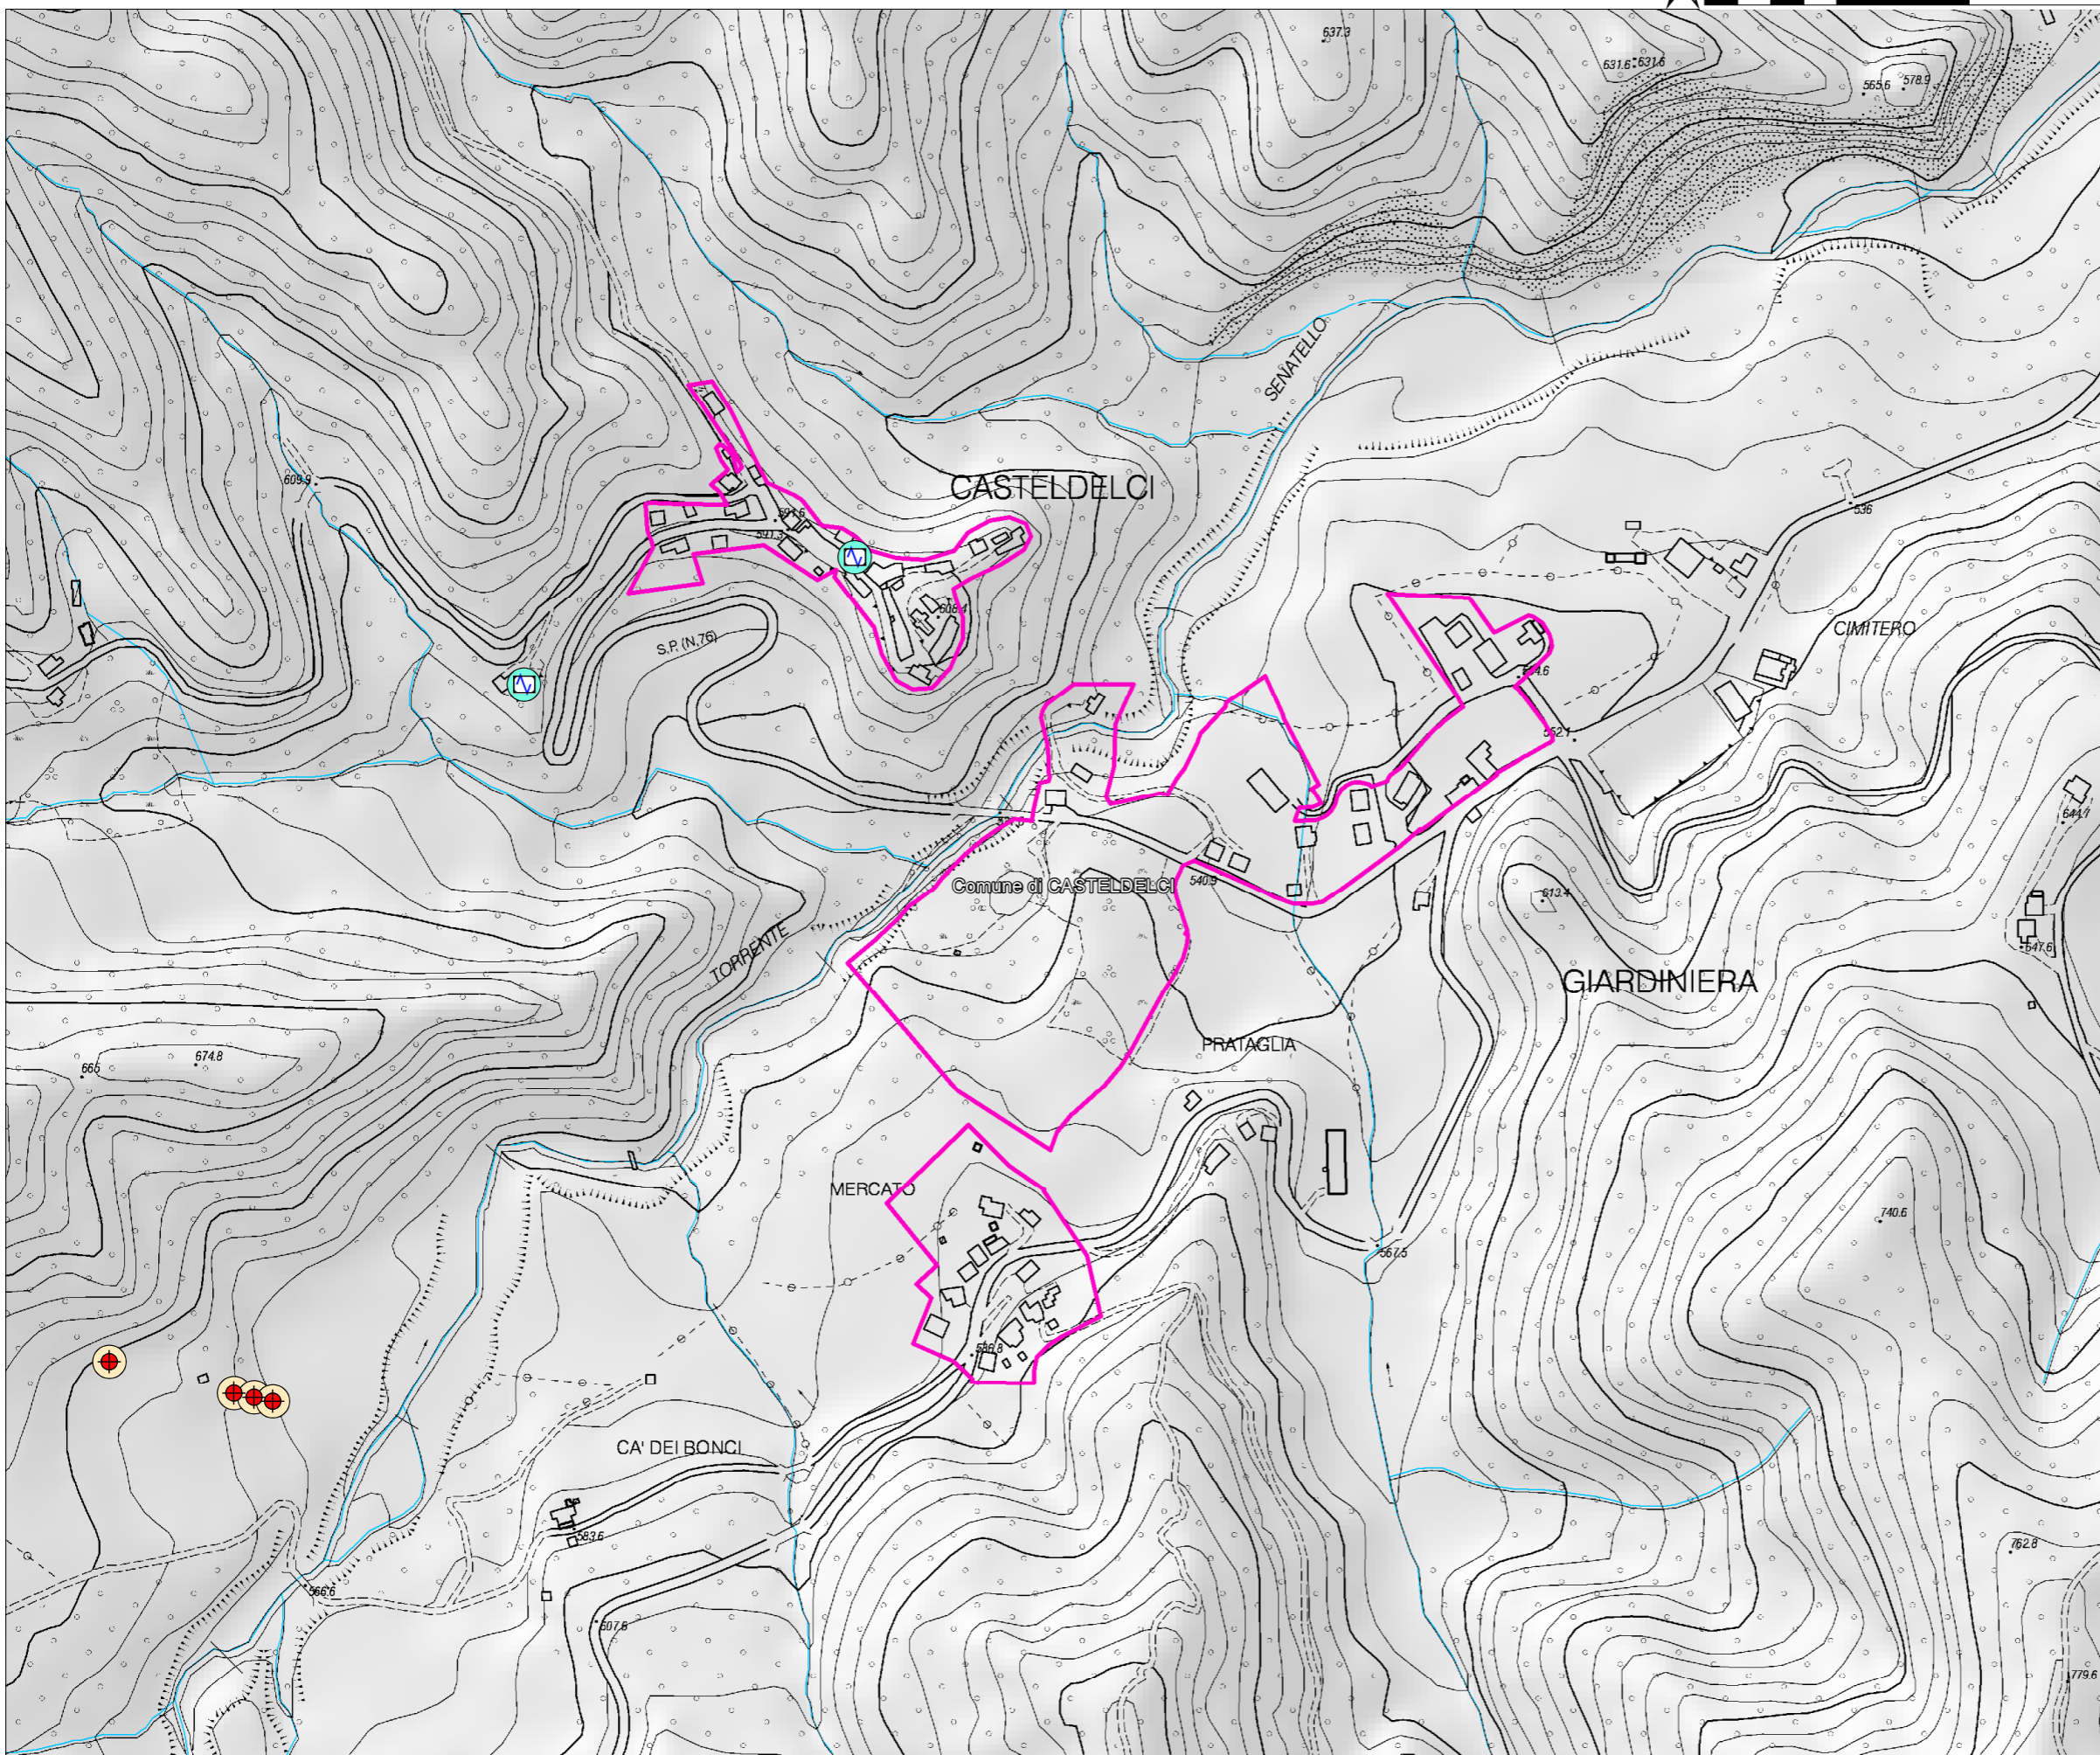 637.3
631.6
631.6
565.6
578.9
SENATELLO
609.9
CASTELDELCI
591.6
591.3
536
608.4
S.P. (N.76)
CIMITERO
552.1
644.7
Comune di CASTELDELCI
540.9
613.4
TORRENTE
647.6
GIARDINIERA
PRATAGLIA
674.8
665
MERCATO
740.6
567.5
CA' DEI BONCI
583.6
762.8
566.6
607.6
779.6